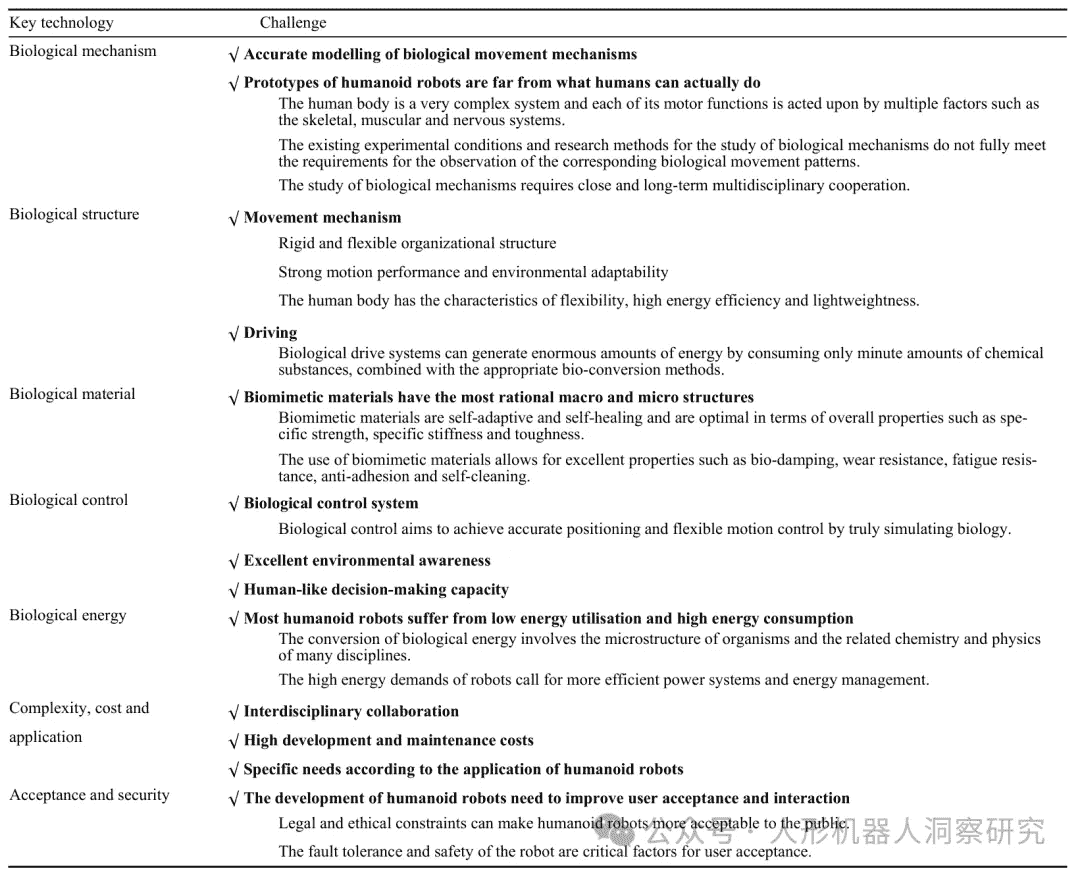 Key technology Challenge
Biological mechanism √ Accurate modelling of biological movement mechanisms
√ Prototypes of humanoid robots are far from what humans can actually do
The human body is a very complex system and each of its motor functions is acted upon by multiple factors such as
the skeletal, muscular and nervous systems.
The existing experimental conditions and research methods for the study of biological mechanisms do not fully meet
the requirements for the observation of the corresponding biological movement patterns.
The study of biological mechanisms requires close and long-term multidisciplinary cooperation.
Biological structure √ Movement mechanism
Rigid and flexible organizational structure
Strong motion performance and environmental adaptability
The human body has the characteristics of flexibility, high energy efficiency and lightweightness.
√ Driving
Biological drive systems can generate enormous amounts of energy by consuming only minute amounts of chemical
substances, combined with the appropriate bio-conversion methods.
Biological material √ Biomimetic materials have the most rational macro and micro structures
Biomimetic materials are self-adaptive and self-healing and are optimal in terms of overall properties such as spe-
cific strength, specific stiffness and toughness.
The use of biomimetic materials allows for excellent properties such as bio-damping, wear resistance, fatigue resis-
tance, anti-adhesion and self-cleaning.
Biological control √ Biological control system
Biological control aims to achieve accurate positioning and flexible motion control by truly simulating biology.
√ Excellent environmental awareness
√ Human-like decision-making capacity
Biological energy √ Most humanoid robots suffer from low energy utilisation and high energy consumption
The conversion of biological energy involves the microstructure of organisms and the related chemistry and physics
of many disciplines.
The high energy demands of robots call for more efficient power systems and energy management.
Complexity, cost and √ Interdisciplinary collaboration
application √ High development and maintenance costs
√ Specific needs according to the application of humanoid robots
Acceptance and security √ The development of humanoid robots need to improve user acceptance and interaction
Legal and ethical constraints can make humanoid robots more acceptable to the public.
公众号·人形机器人洞察研究
The fault tolerance and safety of the robot are critical factors for user acceptance.